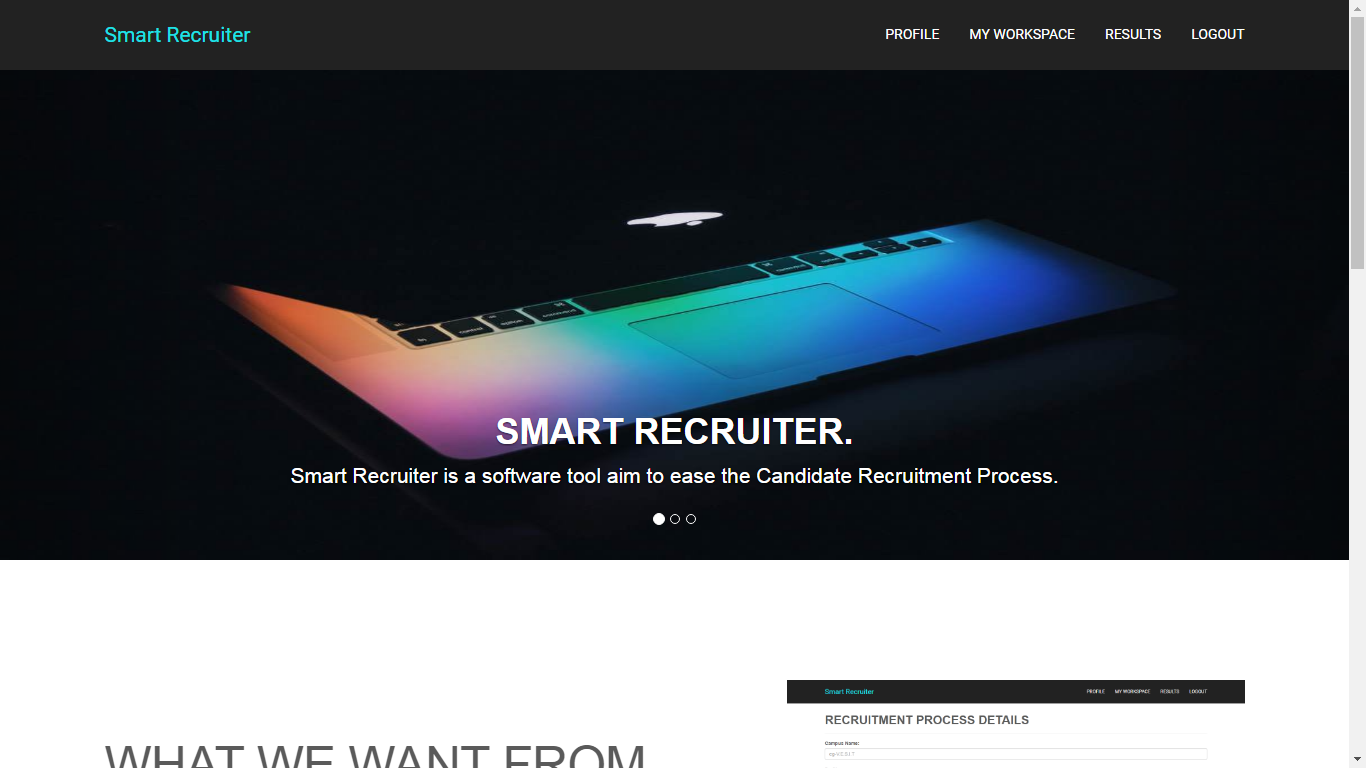 Smart Recruiter
PROFILE MY WORKSPACE RESULTS LOGOUT
SMART RECRUITER.
Smart Recruiter is a software tool aim to ease the Candidate Recruitment Process.
WHAT WE WANT FROM
Smart Recruiter
PROFILE MY WORKSPACE RESULTS LOGOUT
RECRUITMENT PROCESS DETAILS
Campus Name: